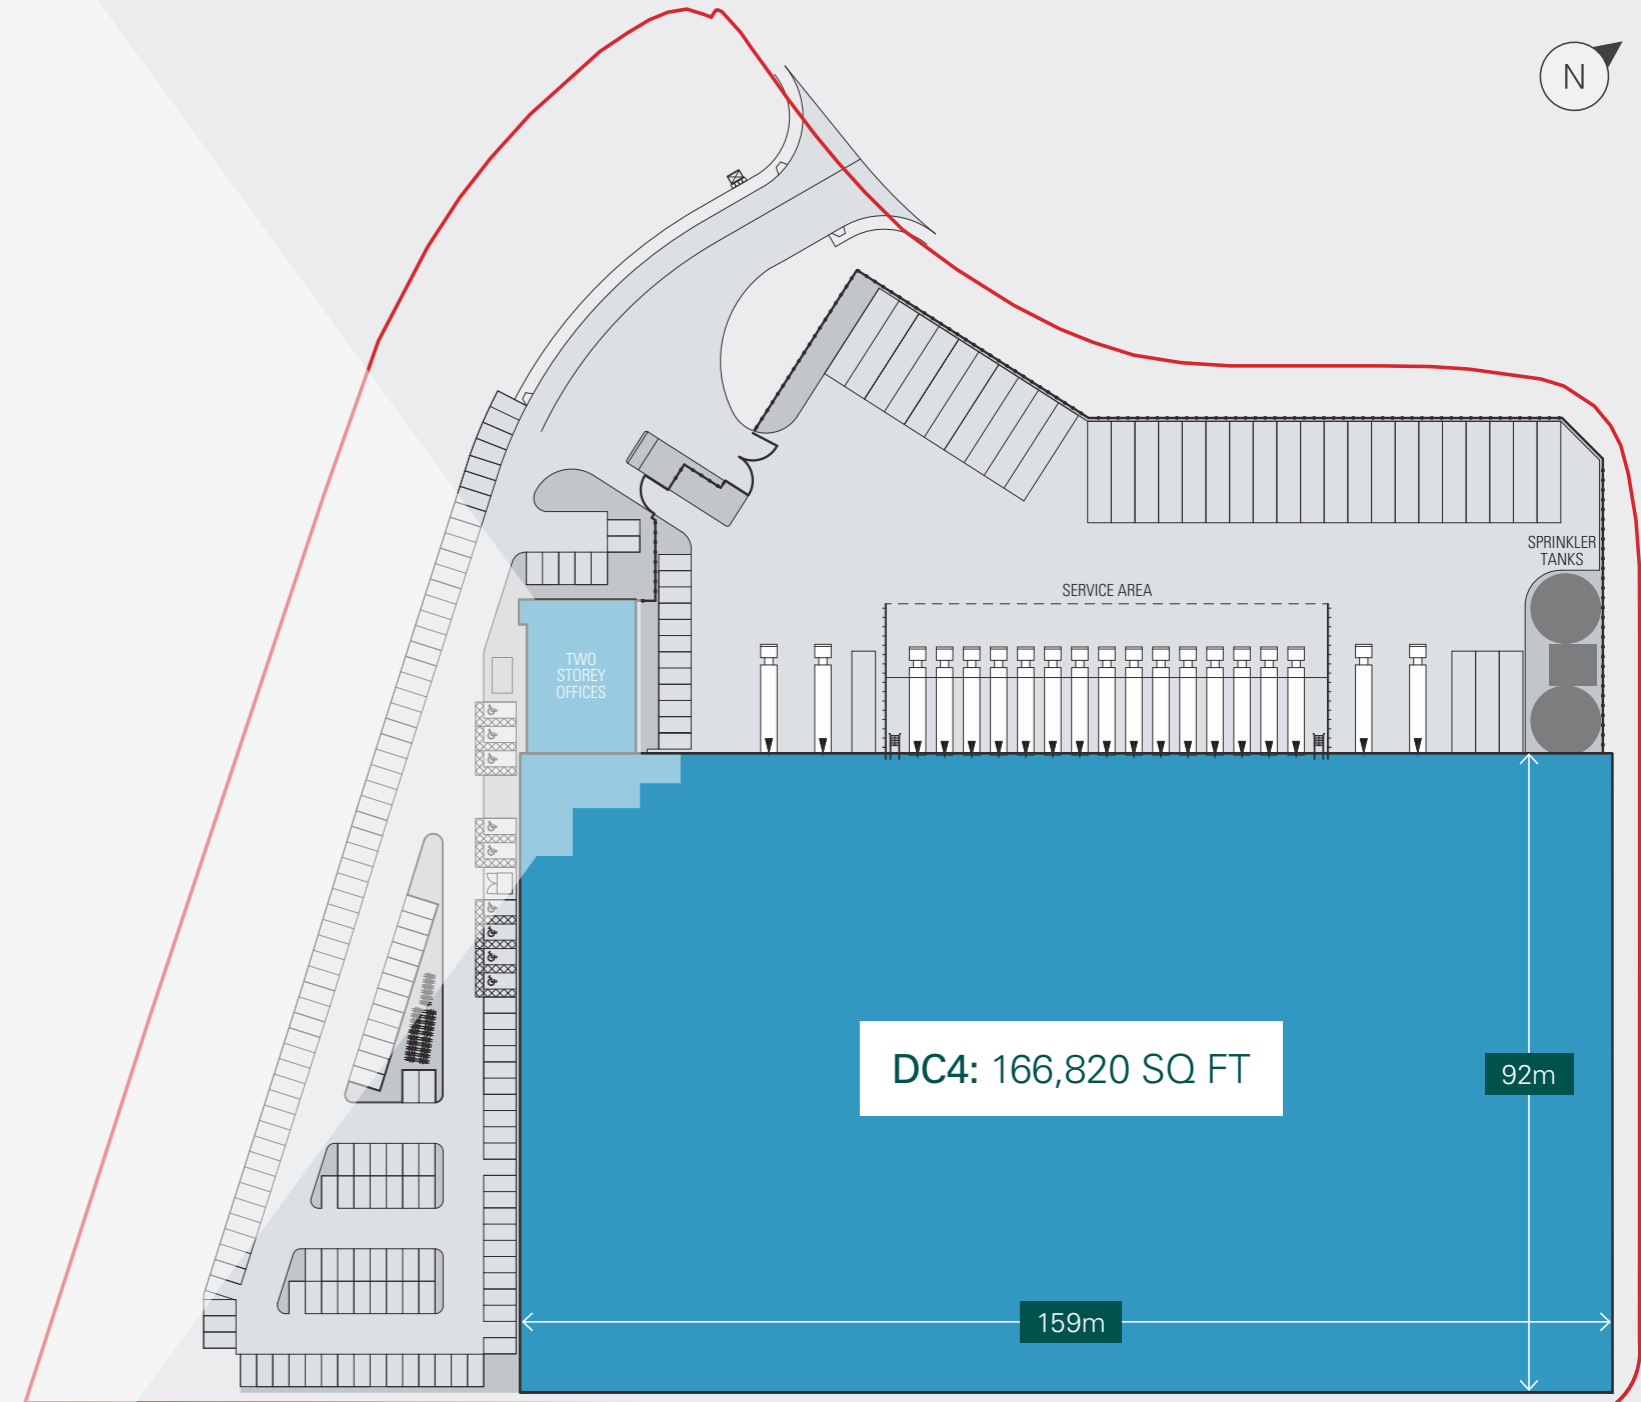 N
SPRINKLER
TANKS
SERVICE AREA
TWO
STOREY
OFFICES
DC4: 166,820 SQ FT
92m
159m